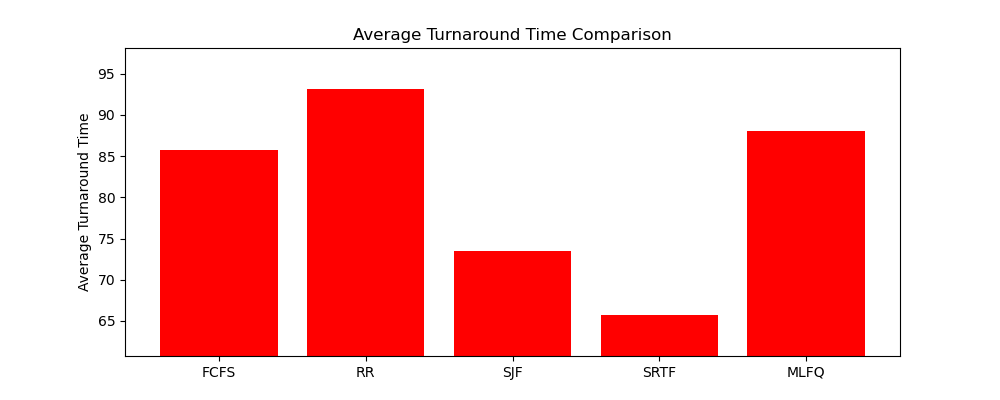 Average Turnaround Time Comparison
Average Turnaround Time
95
90
85
80
75
70
65
FCFS RR SJF SRTF MLFQ